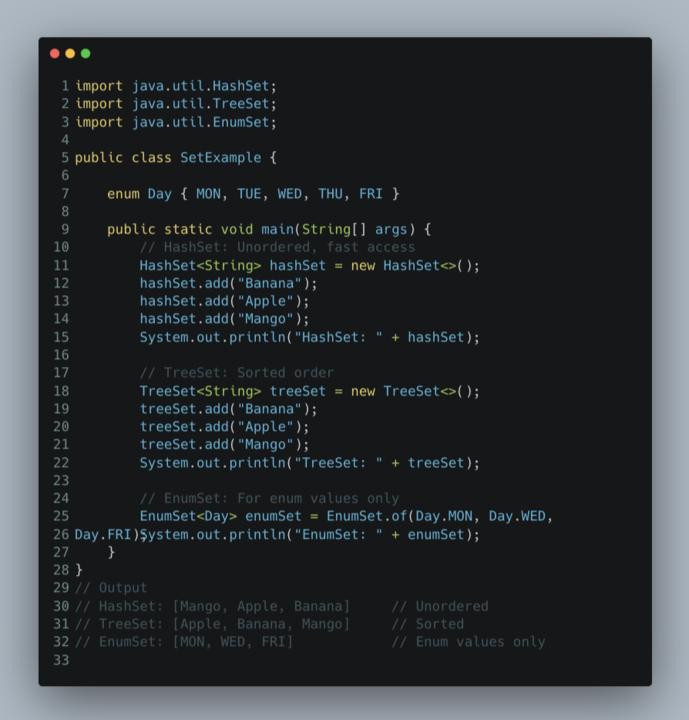 1 import java.util.HashSet;
2 import java.util.TreeSet;
3 import java.util.EnumSet;
4
5 public class SetExample {
6
7     enum Day { MON, TUE, WED, THU, FRI }
8
9     public static void main(String[] args) {
10         // HashSet: Unordered, fast access
11         HashSet<String> hashSet = new HashSet<>();
12         hashSet.add("Banana");
13         hashSet.add("Apple");
14         hashSet.add("Mango");
15         System.out.println("HashSet: " + hashSet);
16
17         // TreeSet: Sorted order
18         TreeSet<String> treeSet = new TreeSet<>();
19         treeSet.add("Banana");
20         treeSet.add("Apple");
21         treeSet.add("Mango");
22         System.out.println("TreeSet: " + treeSet);
23
24         // EnumSet: For enum values only
25         EnumSet<Day> enumSet = EnumSet.of(Day.MON, Day.WED,
26 Day.FRI);System.out.println("EnumSet: " + enumSet);
27     }
28 }
29 // Output
30 // HashSet: [Mango, Apple, Banana]     // Unordered
31 // TreeSet: [Apple, Banana, Mango]     // Sorted
32 // EnumSet: [MON, WED, FRI]            // Enum values only
33